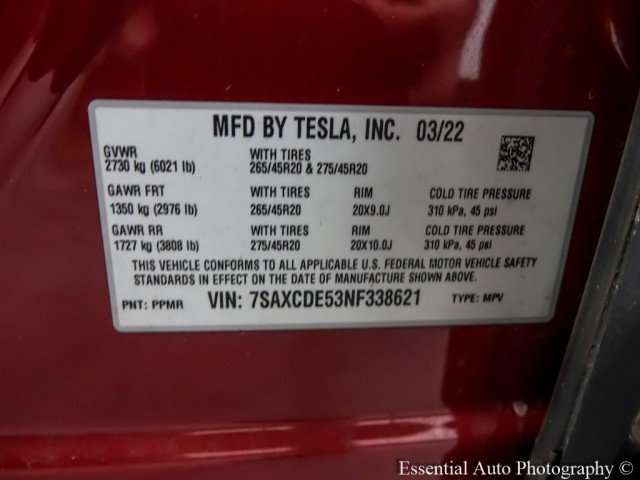 MFD BY TESLA, INC. 03/22
GVWR WITH TIRES
2730 kg (6021 lb) 265/45R20 & 275/45R20
GAWR FRT WITH TIRES RIM COLD TIRE PRESSURE
1350 kg (2976 lb) 265/45R20 20X9.0J 310 kPa, 45 psi
GAWR RR WITH TIRES RIM COLD TIRE PRESSURE
1727 kg (3808 lb) 275/45R20 20X10.0J 310 kPa, 45 psi
THIS VEHICLE CONFORMS TO ALL APPLICABLE U.S. FEDERAL MOTOR VEHICLE SAFETY
STANDARDS IN EFFECT ON THE DATE OF MANUFACTURE SHOWN ABOVE.
PNT: PPMR VIN: 7SAXCDE53NF338621 TYPE: MPV
Essential Auto Photography (C)